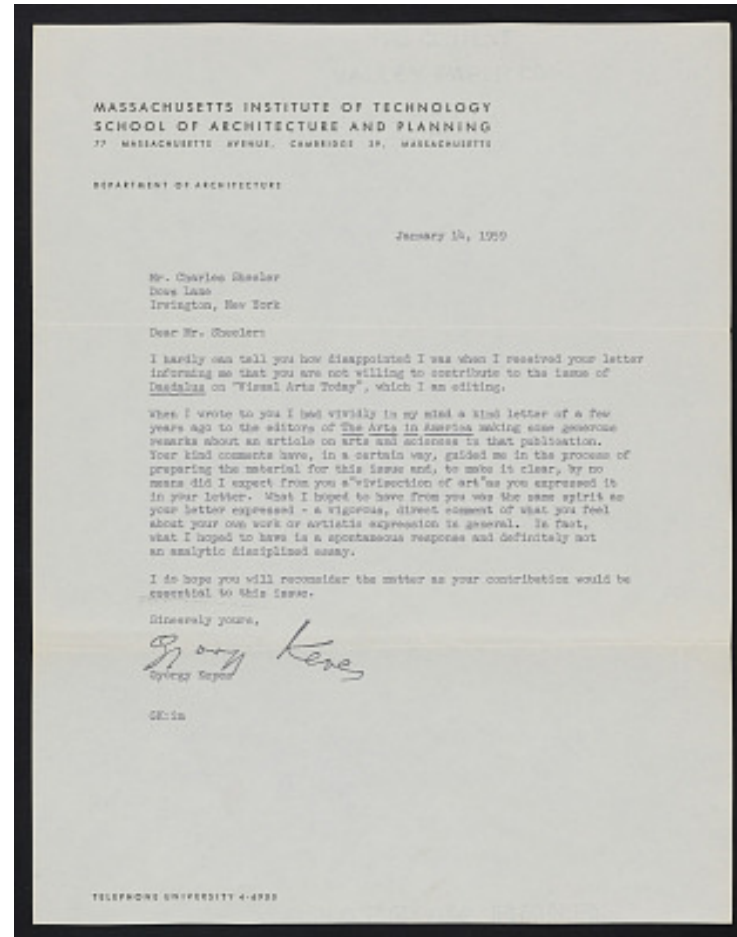 MASSACHUSETTS INSTITUTE OF TECHNOLOGY
SCHOOL OF ARCHITECTURE AND PLANNING
77 MASSACHUSETTS AVENUE, CAMBRIDGE 39, MASSACHUSETTS
DEPARTMENT OF ARCHITECTURE
January 14, 1959
Mr. Charles Sheeler
Dows Lane
Irvington, New York
Dear Mr. Sheeler:
I hardly can tell you how disappointed I was when I received your letter
informing me that you are not willing to contribute to the issue of
Daedalus on "Visual Arts Today", which I am editing.
When I wrote to you I had vividly in my mind a kind letter of a few
years ago to the editors of The Arts in America making some generous
remarks about an article on arts and sciences in that publication.
Your kind comments have, in a certain way, guided me in the process of
preparing the material for this issue and, to make it clear, by no
means did I expect from you a "vivisection of art" as you expressed it
in your letter. What I hoped to have from you was the same spirit as
your letter expressed - a vigorous, direct comment of what you feel
about your own work or artistic expression in general. In fact,
what I hoped to have is a spontaneous response and definitely not
an analytic disciplined essay.
I do hope you will reconsider the matter as your contribution would be
essential to this issue.
Sincerely yours,
Gyorgy Kepes
Gyorgy Kepes
GK:im
TELEPHONE UNIVERSITY 4-6900